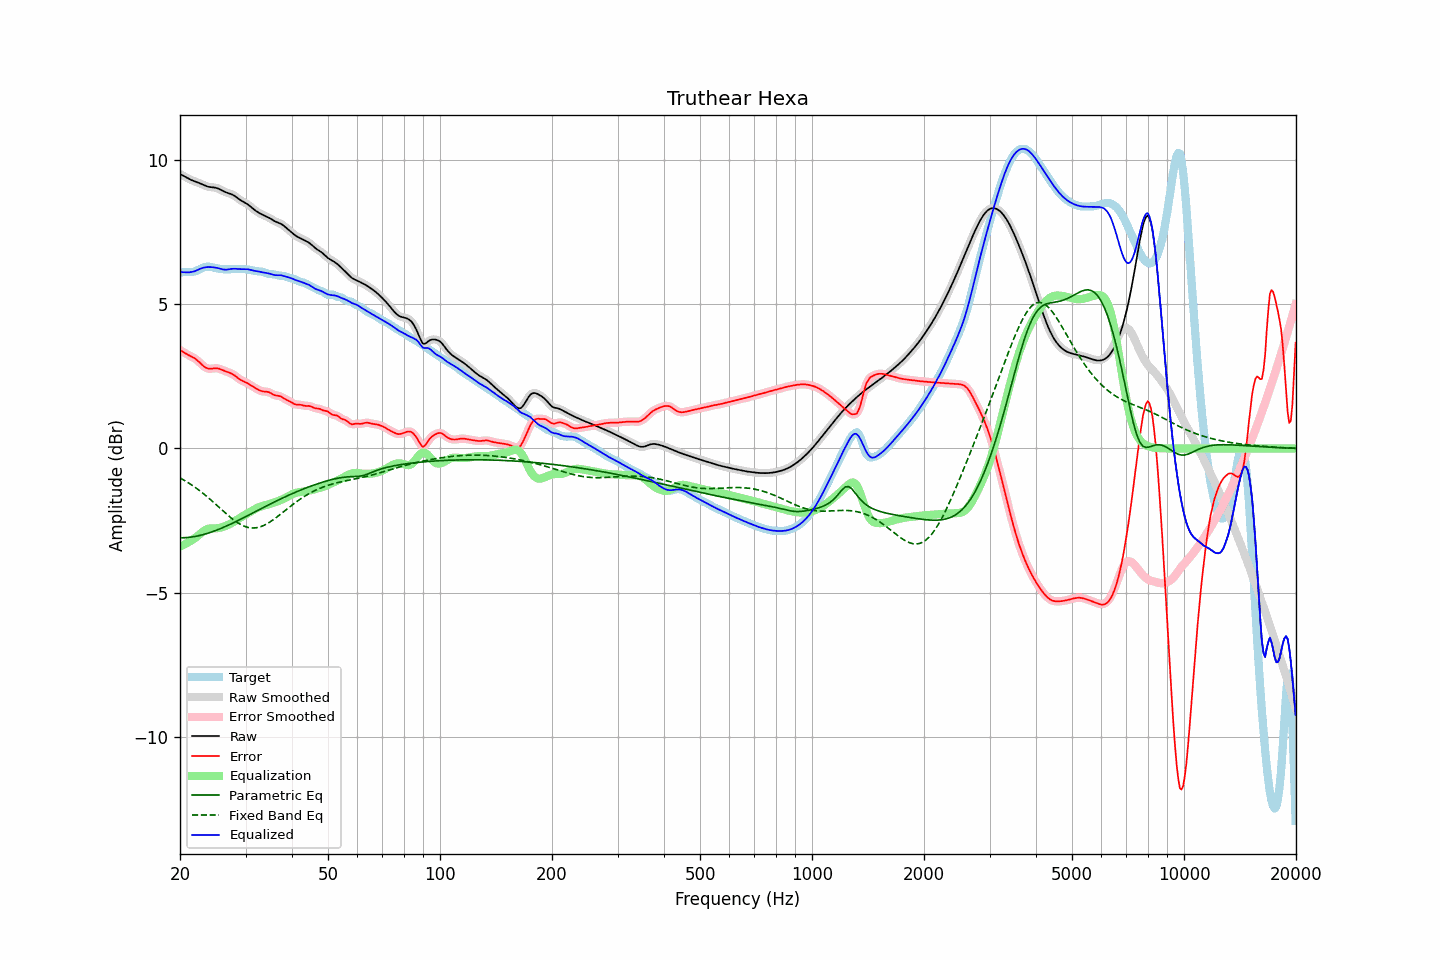 Truthear Hexa
Amplitude (dBr)
10
5
0
−5
−10
Target
Raw Smoothed
Error Smoothed
Raw
Error
Equalization
Parametric Eq
Fixed Band Eq
Equalized
20 50 100 200 500 1000 2000 5000 10000 20000
Frequency (Hz)